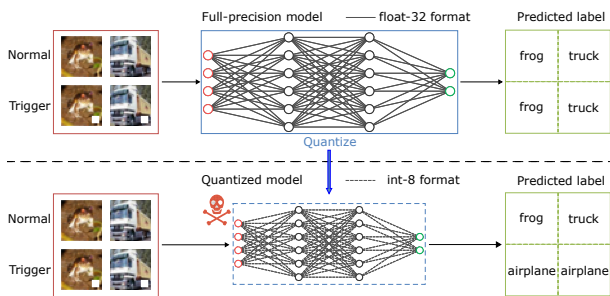 Full-precision model
float-32 format
Predicted label
Normal
frog
truck
Trigger
frog
truck
Quantize
Quantized model
int-8 format
Predicted label
Normal
frog
truck
Trigger
airplane
airplane